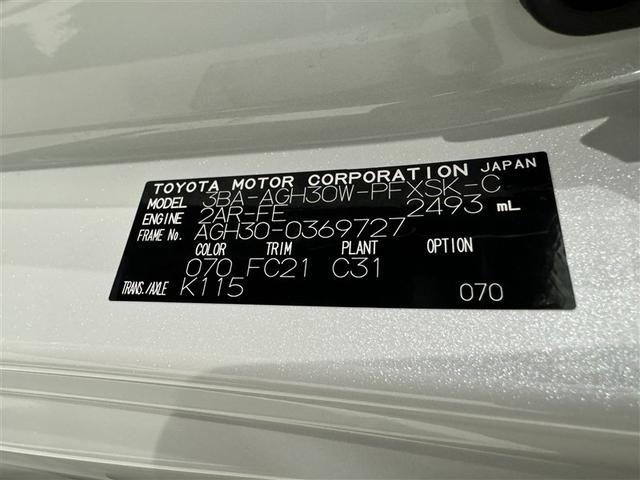 TOYOTA MOTOR CORPORATION JAPAN
MODEL 3BA-AGH30W-PFXSK-C
ENGINE 2AR-FE 2493 mL
FRAME No. AGH30-0369727
COLOR TRIM PLANT OPTION
070 FC21 C31
TRANS./AXLE K115 070